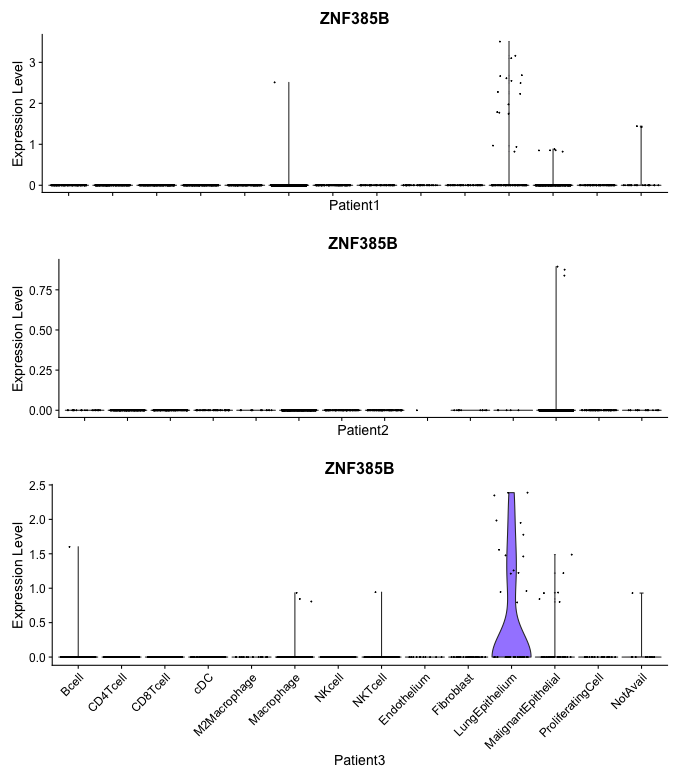 ZNF385B
Expression Level
3
2
1
0
Patient1
ZNF385B
Expression Level
0.75
0.50
0.25
0.00
Patient2
ZNF385B
Expression Level
2.5
2.0
1.5
1.0
0.5
0.0
Bcell
CD4Tcell
CD8Tcell
cDC
M2Macrophage
Macrophage
NKcell
NKTcell
Endothelium
Fibroblast
LungEpithelium
MalignantEpithelial
ProliferatingCell
NotAvail
Patient3